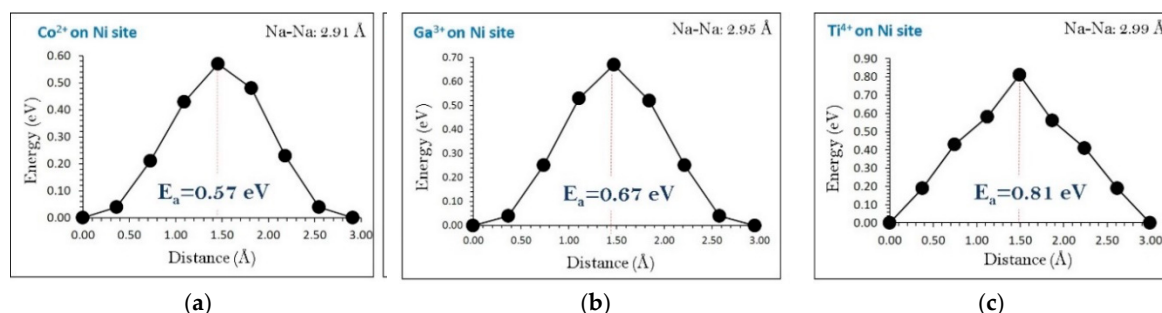 Co²⁺ on Ni site
Na-Na: 2.91 Å
Energy (eV)
0.60
0.50
0.40
0.30
0.20
0.10
0.00
Eₐ=0.57 eV
0.00 0.50 1.00 1.50 2.00 2.50 3.00
Distance (Å)
(a)
Ga³⁺ on Ni site
Na-Na: 2.95 Å
Energy (eV)
0.70
0.60
0.50
0.40
0.30
0.20
0.10
0.00
Eₐ=0.67 eV
0.00 0.50 1.00 1.50 2.00 2.50 3.00
Distance (Å)
(b)
Ti⁴⁺ on Ni site
Na-Na: 2.99 Å
Energy (eV)
0.90
0.80
0.70
0.60
0.50
0.40
0.30
0.20
0.10
0.00
Eₐ=0.81 eV
0.00 0.50 1.00 1.50 2.00 2.50 3.00
Distance (Å)
(c)